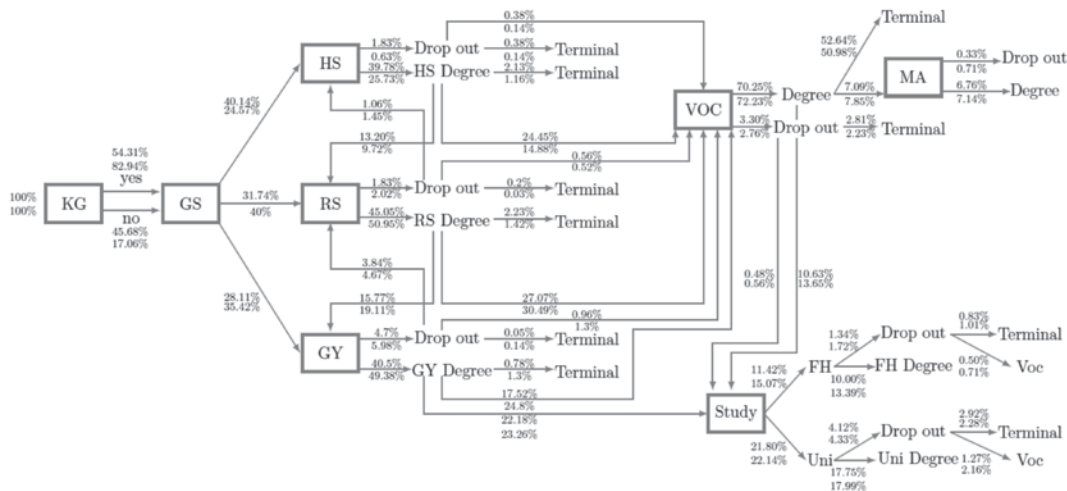 0.38%
0.14%
Terminal
HS
1.83%
0.63%
Drop out
0.38%
0.14%
Terminal
52.64%
50.98%
39.78%
25.73%
HS Degree
2.13%
1.16%
Terminal
MA
0.33%
0.71%
Drop out
6.76%
7.14%
Degree
40.14%
24.57%
1.06%
1.45%
VOC
70.25%
72.23%
Degree
7.09%
7.85%
3.30%
2.76%
Drop out
2.81%
2.23%
Terminal
13.20%
9.72%
24.45%
14.88%
54.31%
82.94%
yes
0.56%
0.52%
100%
100%
KG
no
45.68%
17.06%
GS
31.74%
40%
RS
1.83%
2.02%
Drop out
0.2%
0.03%
Terminal
45.05%
50.95%
RS Degree
2.23%
1.42%
Terminal
3.84%
4.67%
0.48%
0.56%
10.63%
13.65%
28.11%
35.42%
15.77%
19.11%
27.07%
30.49%
0.96%
1.3%
GY
4.7%
5.98%
Drop out
0.05%
0.14%
Terminal
40.5%
49.38%
GY Degree
0.78%
1.3%
Terminal
17.52%
24.8%
22.18%
23.26%
Study
11.42%
15.07%
FH
1.34%
1.72%
Drop out
0.83%
1.01%
Terminal
10.00%
13.39%
FH Degree
0.50%
0.71%
Voc
21.80%
22.14%
Uni
4.12%
4.33%
Drop out
2.92%
2.28%
Terminal
17.75%
17.99%
Uni Degree
1.27%
2.16%
Voc